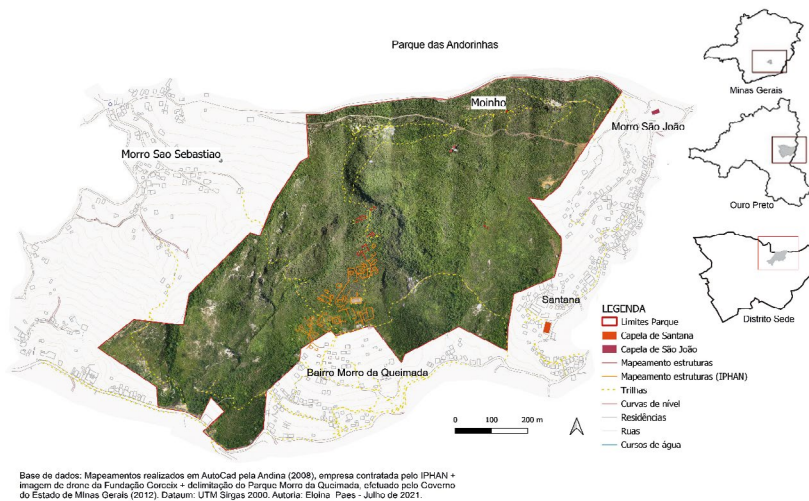 Parque das Andorinhas
Minas Gerais
Moinho
Morro São João
Morro Sao Sebastiao
Ouro Preto
Santana
Distrito Sede
LEGENDA
Límites Parque
Capela de Santana
Capela de São João
Mapeamento estruturas
Mapeamento estruturas (IPHAN)
Trilhas
Curvas de nível
Residências
Ruas
Cursos de água
Bairro Morro da Queimada
0 100 200 m
Base de dados: Mapeamentos realizados em AutoCad pela Andina (2008), empresa contratada pelo IPHAN +
imagem de drone da Fundação Gorceix + delimitação do Parque Morro da Queimada, efetuado pelo Governo
do Estado de Minas Gerais (2012). Dataum: UTM Sirgas 2000. Autoria: Eloina Paes - Julho de 2021.